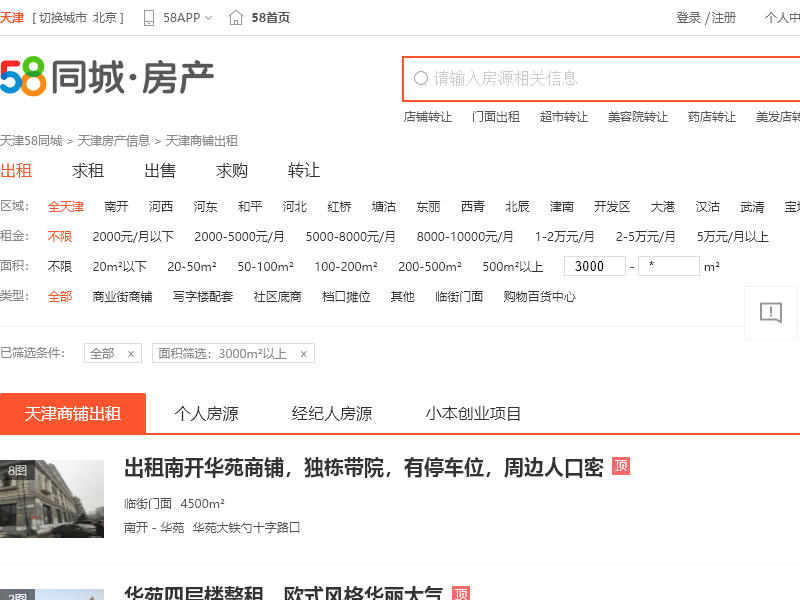 天津 [ 切换城市 北京 ] 58APP 58首页 登录 / 注册 个人中
58同城·房产
请输入房源相关信息
店铺转让 门面出租 超市转让 美容院转让 药店转让 美发店转
天津58同城 > 天津房产信息 > 天津商铺出租
出租 求租 出售 求购 转让
区域: 全天津 南开 河西 河东 和平 河北 红桥 塘沽 东丽 西青 北辰 津南 开发区 大港 汉沽 武清 宝坻
租金: 不限 2000元/月以下 2000-5000元/月 5000-8000元/月 8000-10000元/月 1-2万元/月 2-5万元/月 5万元/月以上
面积: 不限 20m²以下 20-50m² 50-100m² 100-200m² 200-500m² 500m²以上 3000 - * m²
类型: 全部 商业街商铺 写字楼配套 社区底商 档口摊位 其他 临街门面 购物百货中心
已筛选条件: 全部 × 面积筛选: 3000m²以上 ×
天津商铺出租 个人房源 经纪人房源 小本创业项目
8图
出租南开华苑商铺，独栋带院，有停车位，周边人口密 顶
临街门面 4500m²
南开 - 华苑 华苑大铁勺十字路口
2图
华苑四层楼整租，欧式风格华丽大气 顶